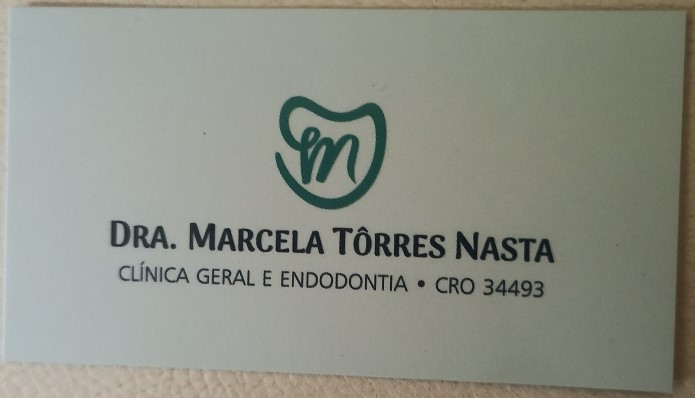 m
DRA. MARCELA TÔRRES NASTA
CLÍNICA GERAL E ENDODONTIA • CRO 34493